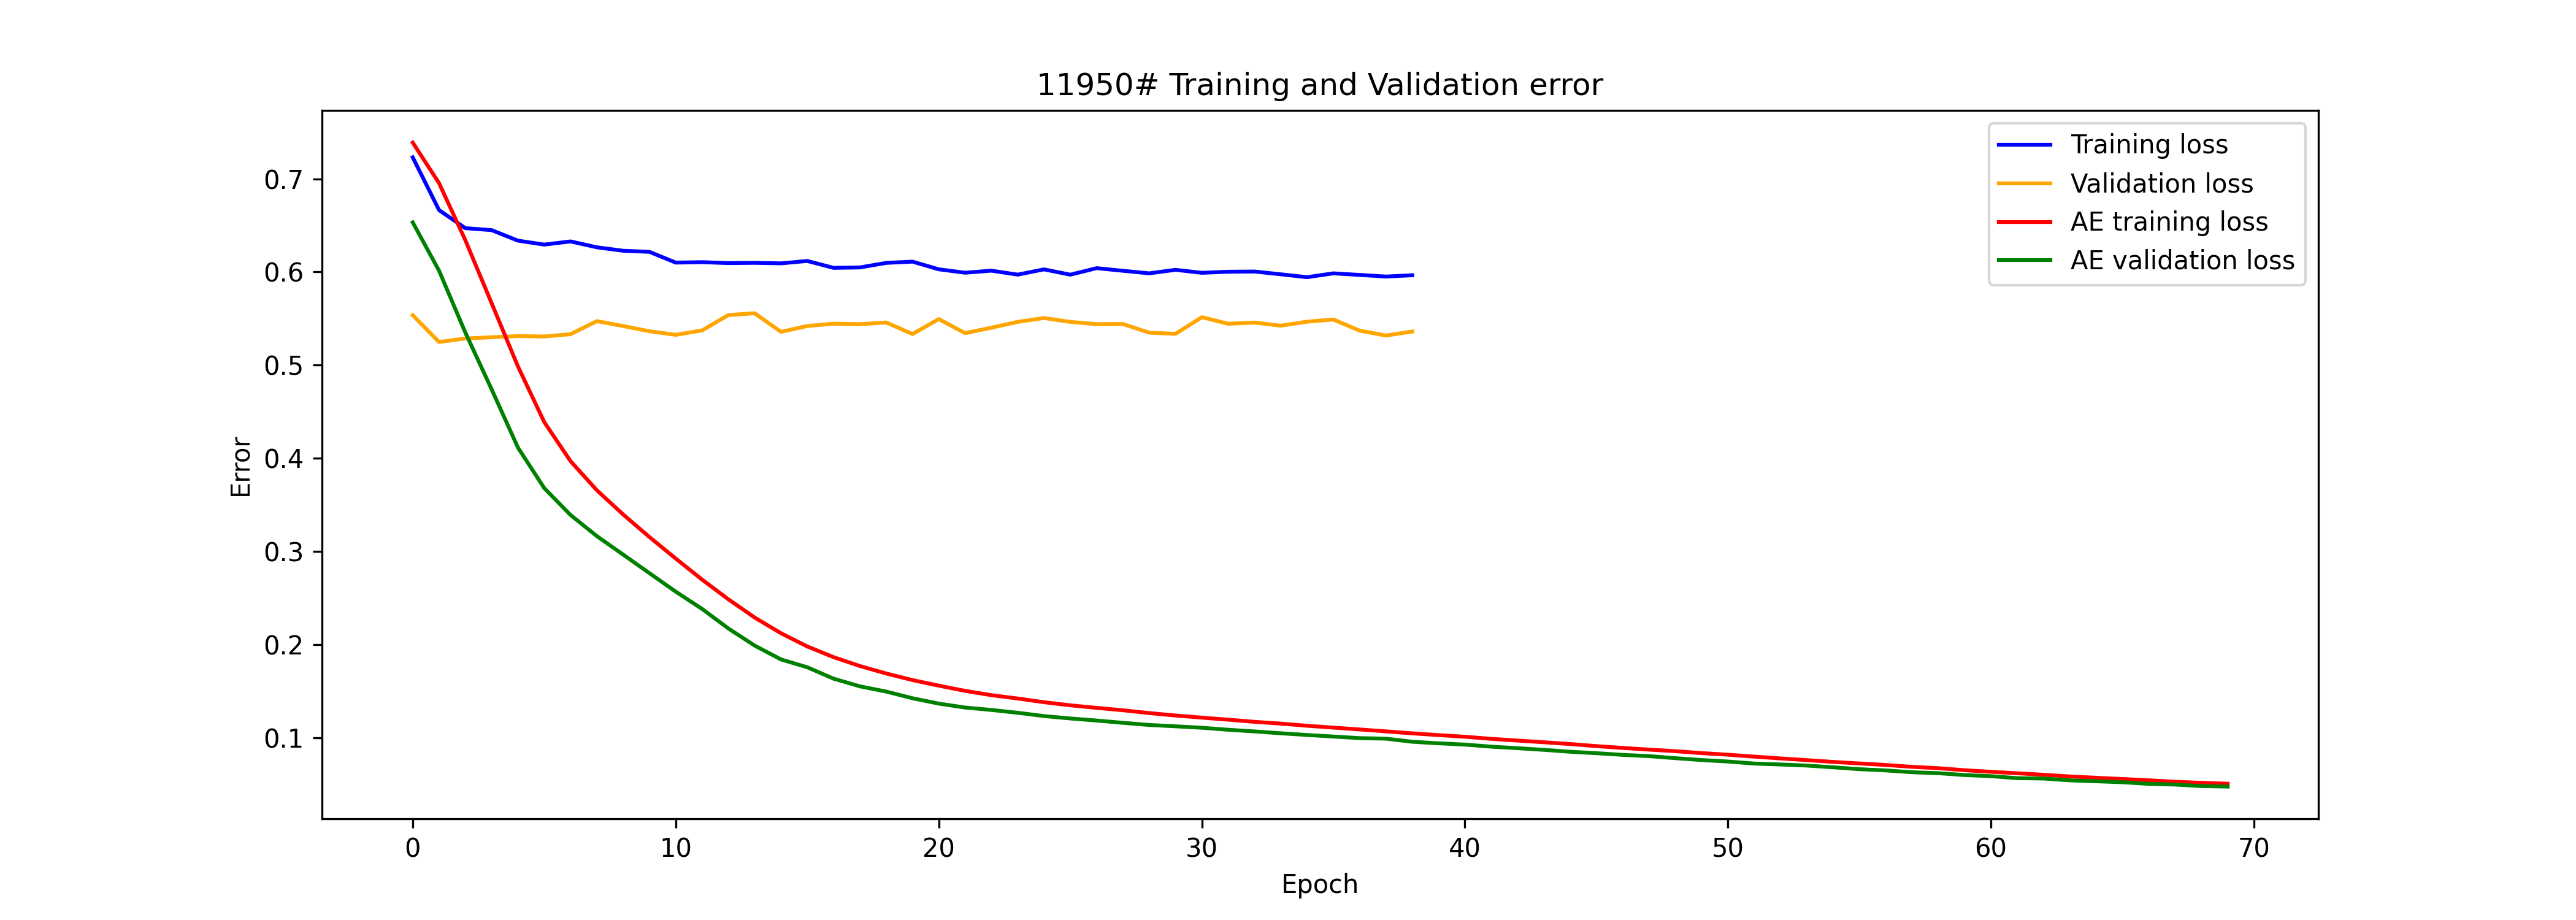 11950# Training and Validation error
Training loss
Validation loss
AE training loss
AE validation loss
Error
0.7
0.6
0.5
0.4
0.3
0.2
0.1
0 10 20 30 40 50 60 70
Epoch